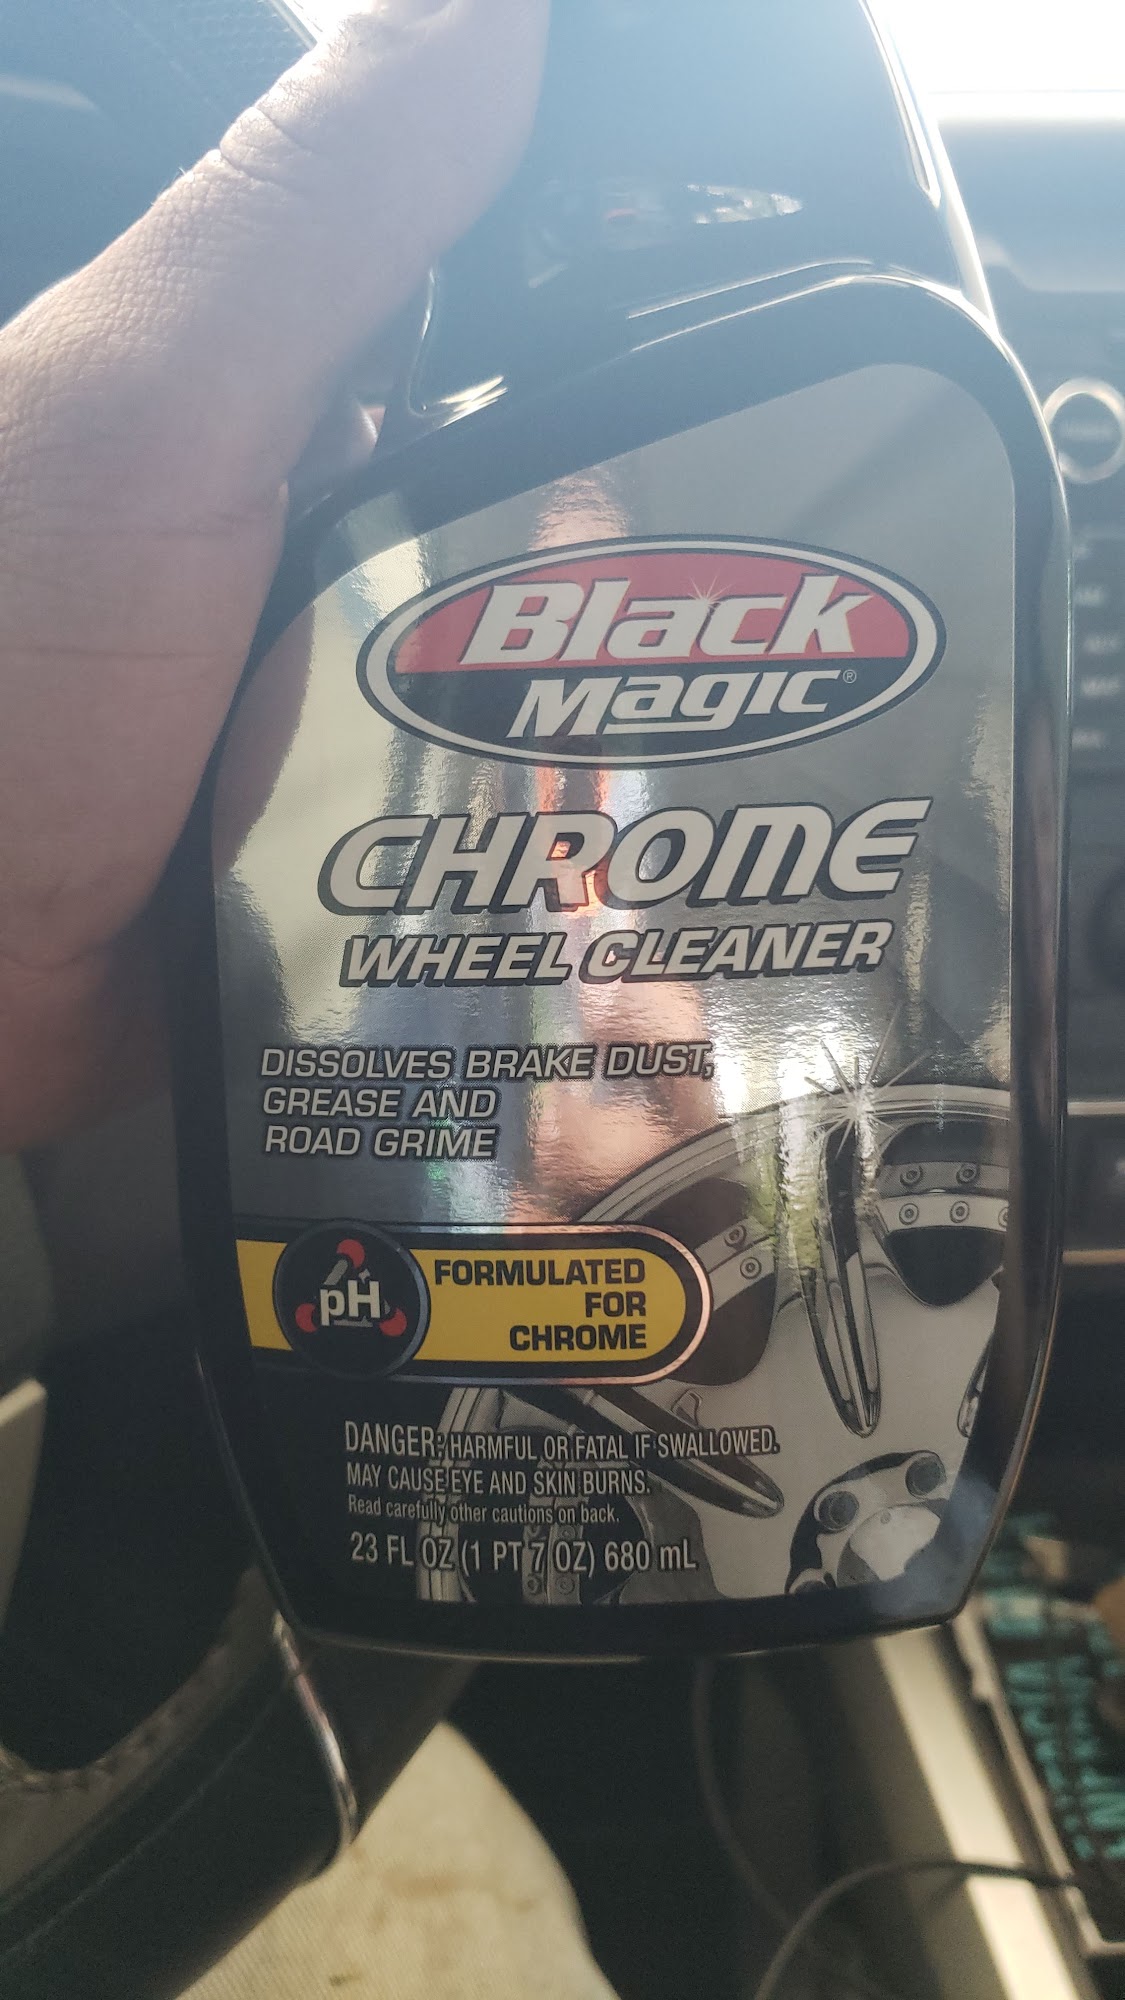 Black
Magic®
CHROME
WHEEL CLEANER
DISSOLVES BRAKE DUST,
GREASE AND
ROAD GRIME
pH
FORMULATED
FOR
CHROME
DANGER: HARMFUL OR FATAL IF SWALLOWED.
MAY CAUSE EYE AND SKIN BURNS.
Read carefully other cautions on back.
23 FL OZ (1 PT 7 OZ) 680 mL